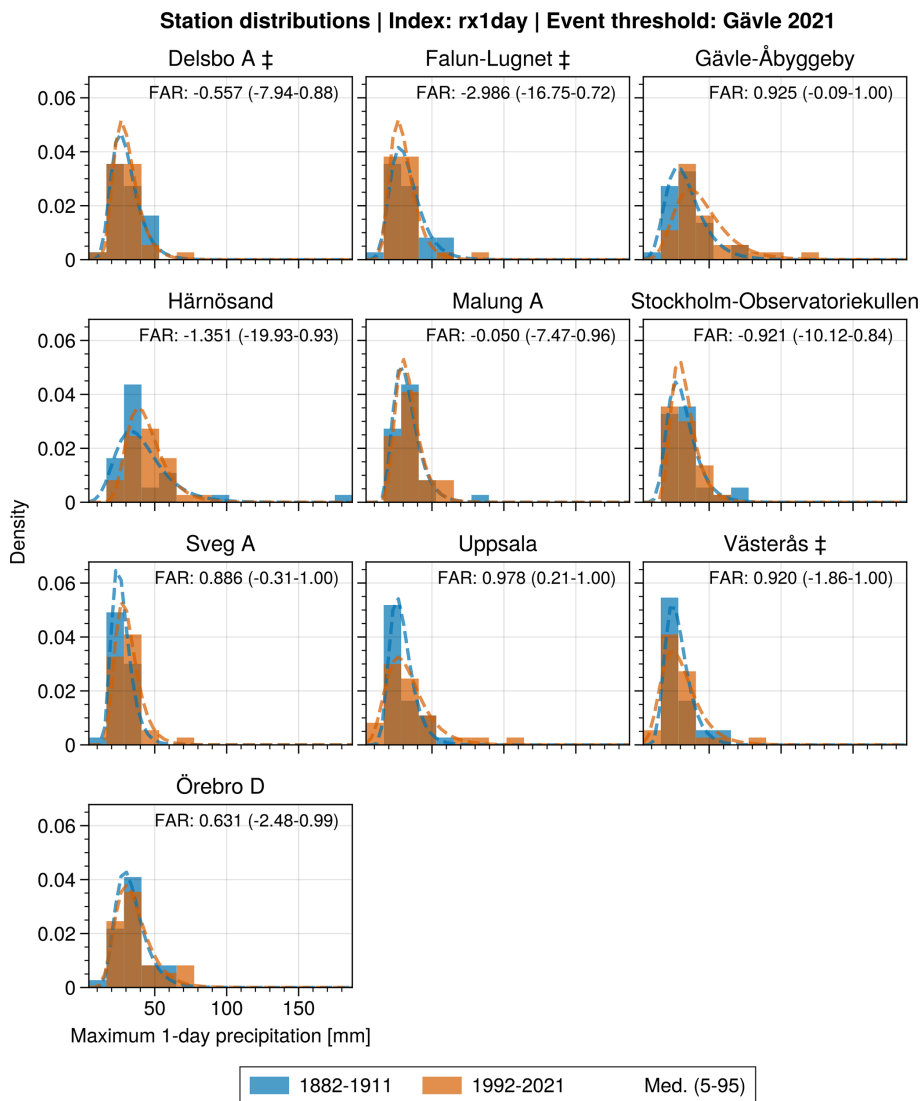 Station distributions | Index: rx1day | Event threshold: Gävle 2021
Delsbo A ‡
Falun-Lugnet ‡
Gävle-Åbyggeby
FAR: -0.557 (-7.94-0.88)
FAR: -2.986 (-16.75-0.72)
FAR: 0.925 (-0.09-1.00)
0.06
0.04
0.02
0
Härnösand
Malung A
Stockholm-Observatoriekullen
FAR: -1.351 (-19.93-0.93)
FAR: -0.050 (-7.47-0.96)
FAR: -0.921 (-10.12-0.84)
0.06
0.04
0.02
0
Density
Sveg A
Uppsala
Västerås ‡
FAR: 0.886 (-0.31-1.00)
FAR: 0.978 (0.21-1.00)
FAR: 0.920 (-1.86-1.00)
0.06
0.04
0.02
0
Örebro D
FAR: 0.631 (-2.48-0.99)
0.06
0.04
0.02
0
50 100 150
Maximum 1-day precipitation [mm]
1882-1911 1992-2021 Med. (5-95)